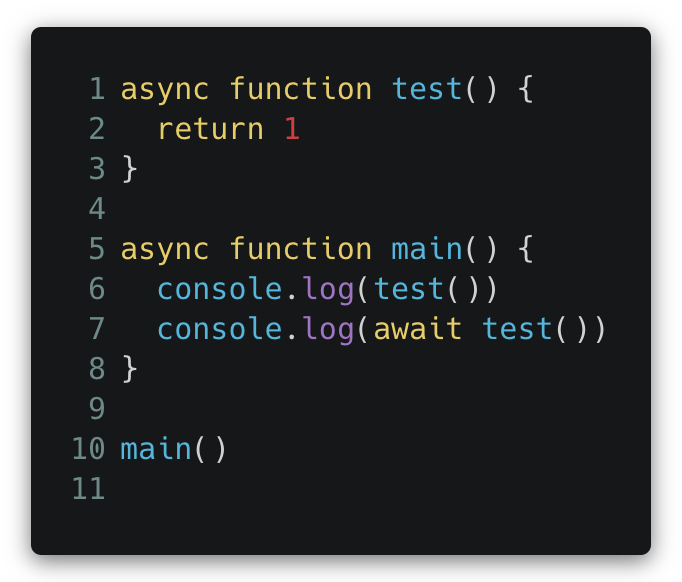 1 async function test() {
2   return 1
3 }
4
5 async function main() {
6   console.log(test())
7   console.log(await test())
8 }
9
10 main()
11